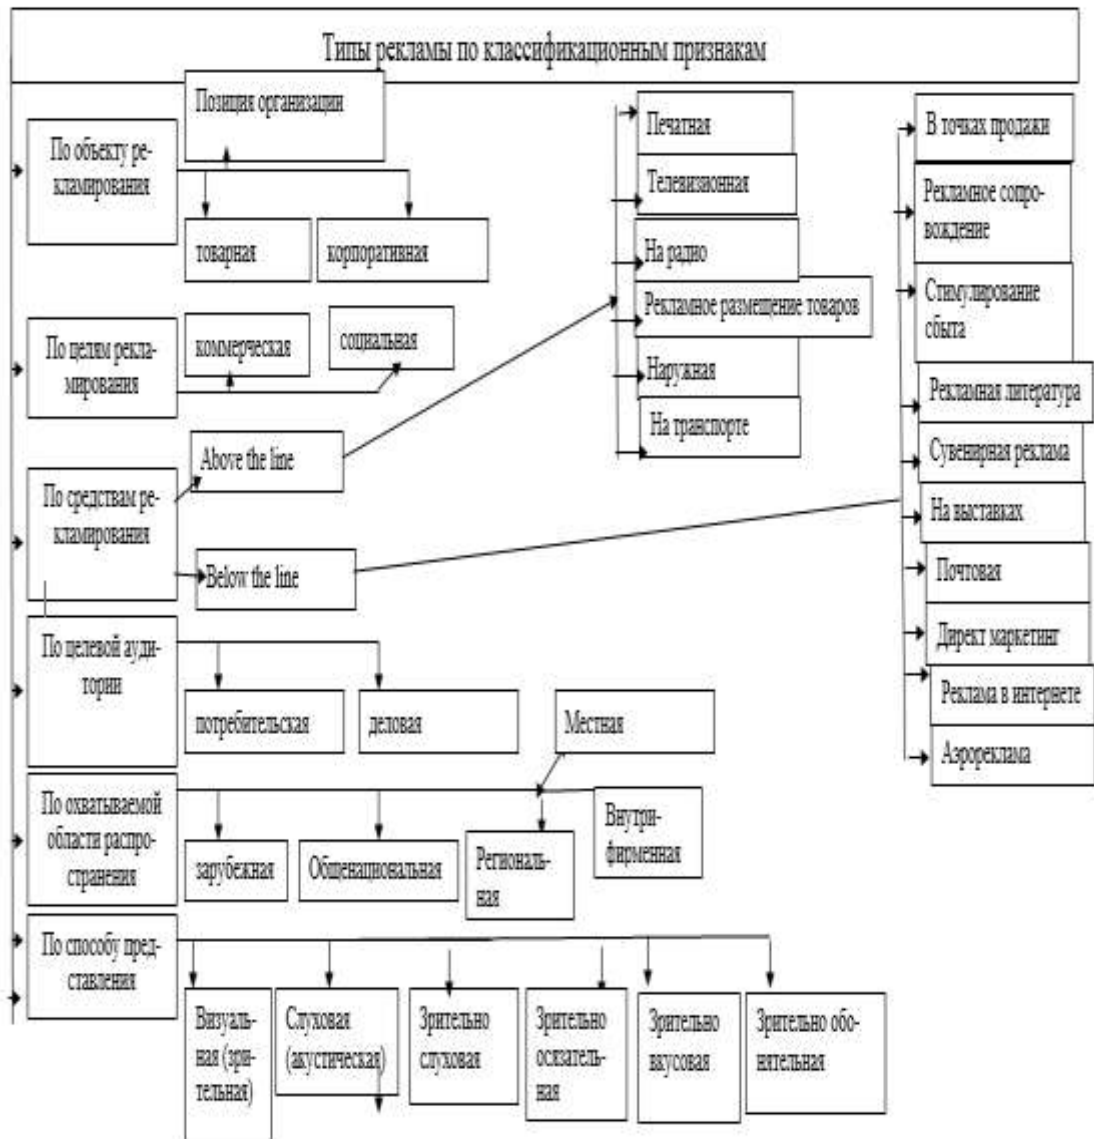 Типы рекламы по классификационным признакам
По объекту ре-
кламирования
Позиция организации
товарная
корпоративная
По целям рекла-
мирования
коммерческая
социальная
По средствам ре-
кламирования
Above the line
Below the line
Печатная
Телевизионная
На радио
Рекламное размещение товаров
Наружная
На транспорте
В точках продажи
Рекламное сопро-
вождение
Стимулирование
сбыта
Рекламная литература
Сувенирная реклама
На выставках
Почтовая
Директ маркетинг
Реклама в интернете
Аэрореклама
По целевой ауди-
тории
потребительская
деловая
По охватываемой
области распро-
странения
зарубежная
Общенациональная
Региональ-
ная
Местная
Внутри-
фирменная
По способу пред-
ставления
Визуаль-
ная (зри-
тельная)
Слуховая
(акустическая)
Зрительно
слуховая
Зрительно
осязатель-
ная
Зрительно
вкусовая
Зрительно обо-
нятельная